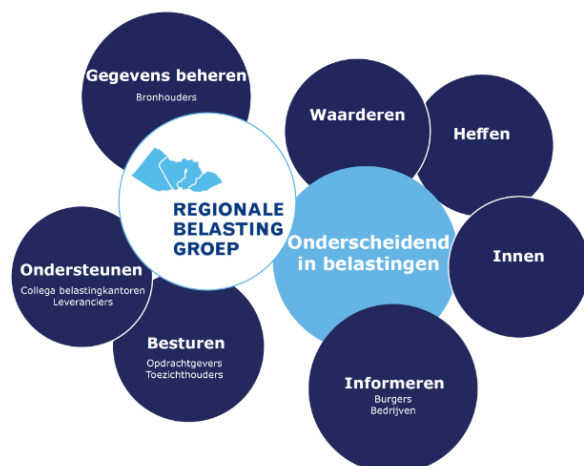 Gegevens beheren
Bronhouders
Waarderen
Heffen
REGIONALE
BELASTING
GROEP
Onderscheidend
in belastingen
Innen
Ondersteunen
Collega belastingkantoren
Leveranciers
Besturen
Opdrachtgevers
Toezichthouders
Informeren
Burgers
Bedrijven